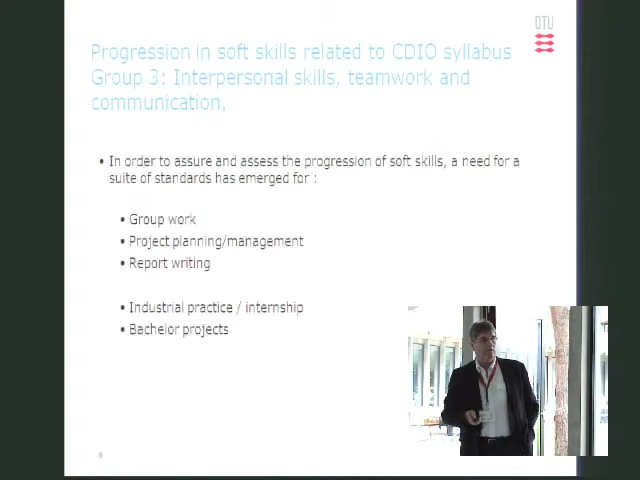 DTU
Progression in soft skills related to CDIO syllabus
Group 3: Interpersonal skills, teamwork and
communication.
• In order to assure and assess the progression of soft skills, a need for a
suite of standards has emerged for :
• Group work
• Project planning/management
• Report writing
• Industrial practice / internship
• Bachelor projects